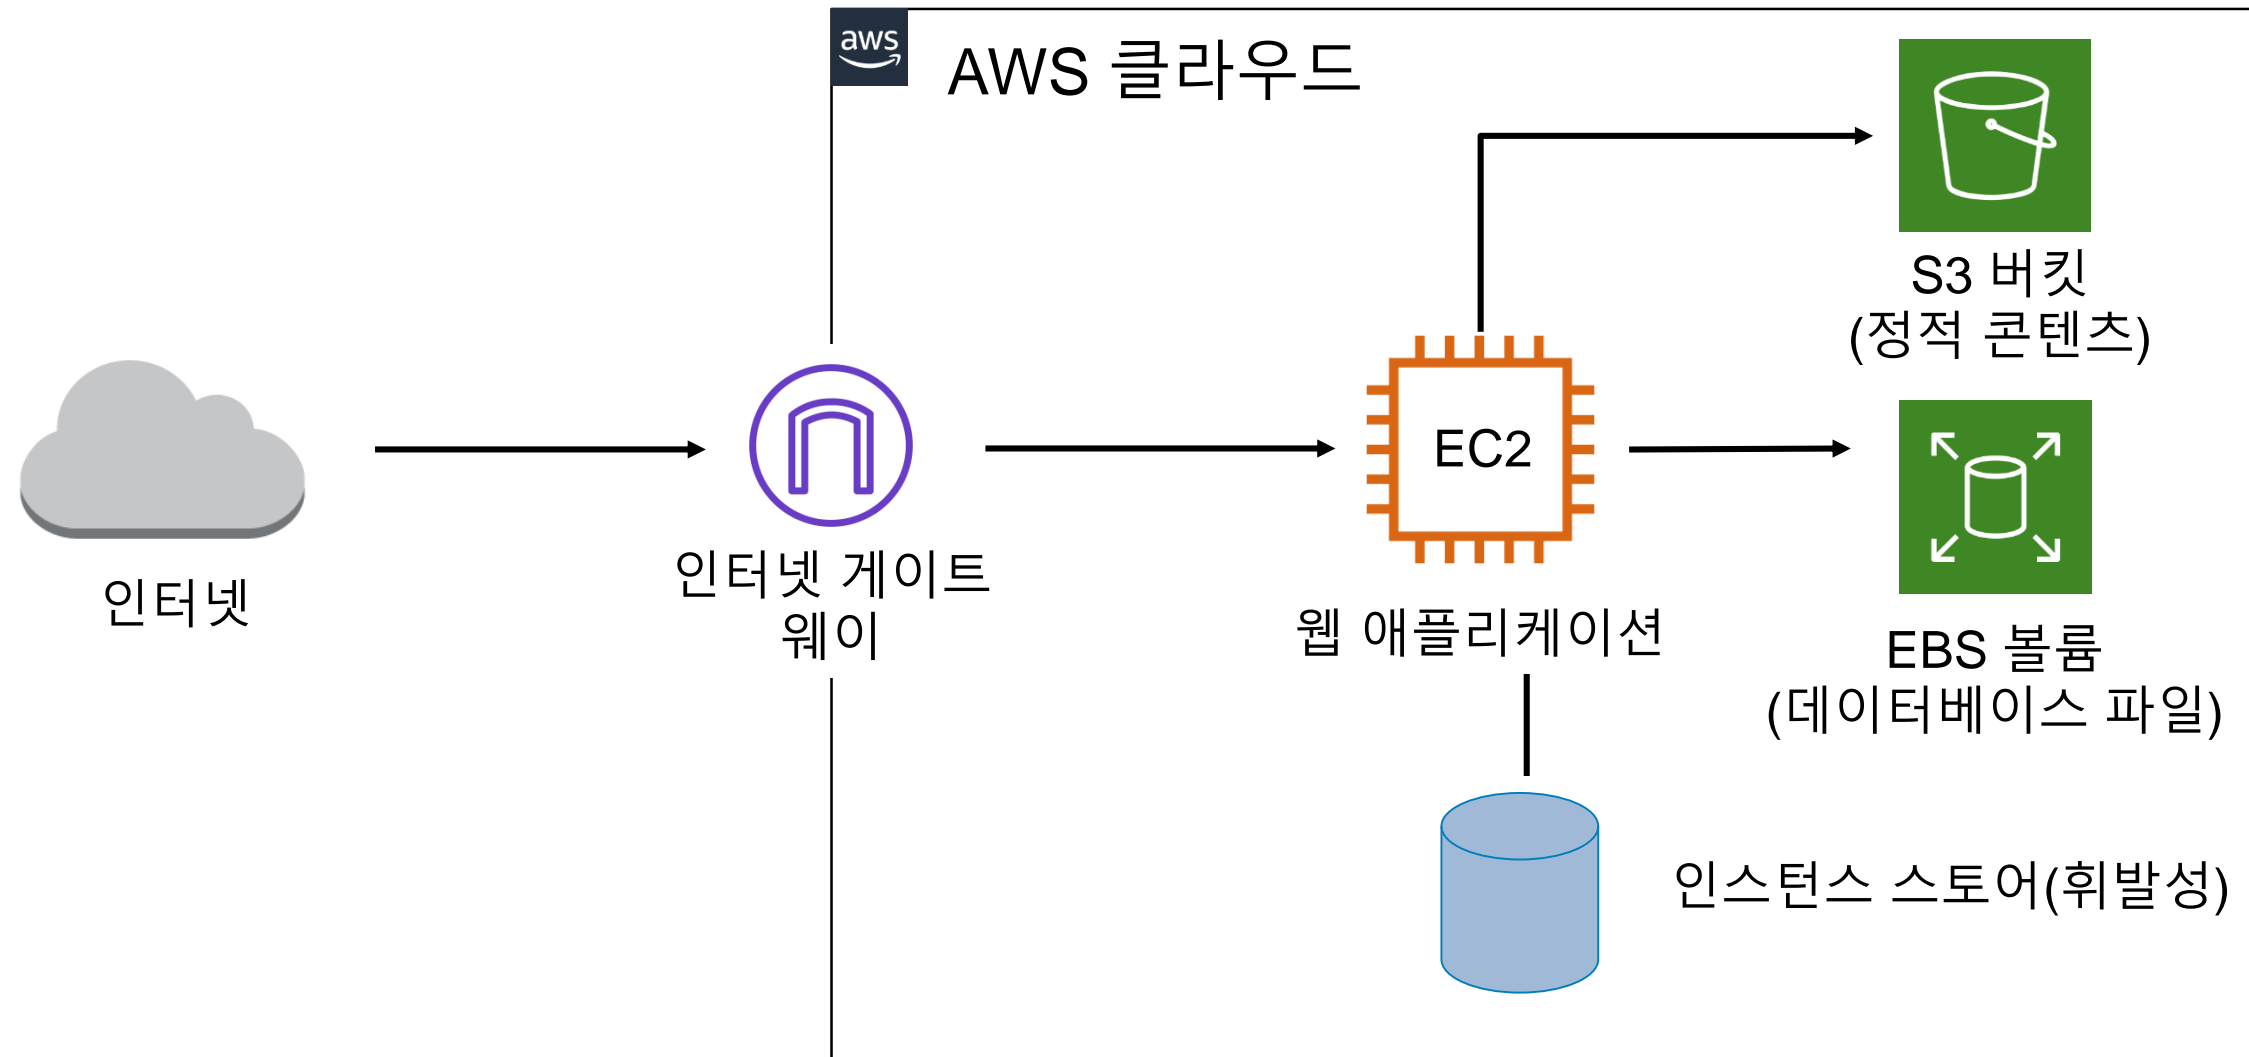 aws
AWS 클라우드
S3 버킷
(정적 콘텐츠)
EC2
인터넷
인터넷 게이트
웨이
웹 애플리케이션
EBS 볼륨
(데이터베이스 파일)
인스턴스 스토어(휘발성)